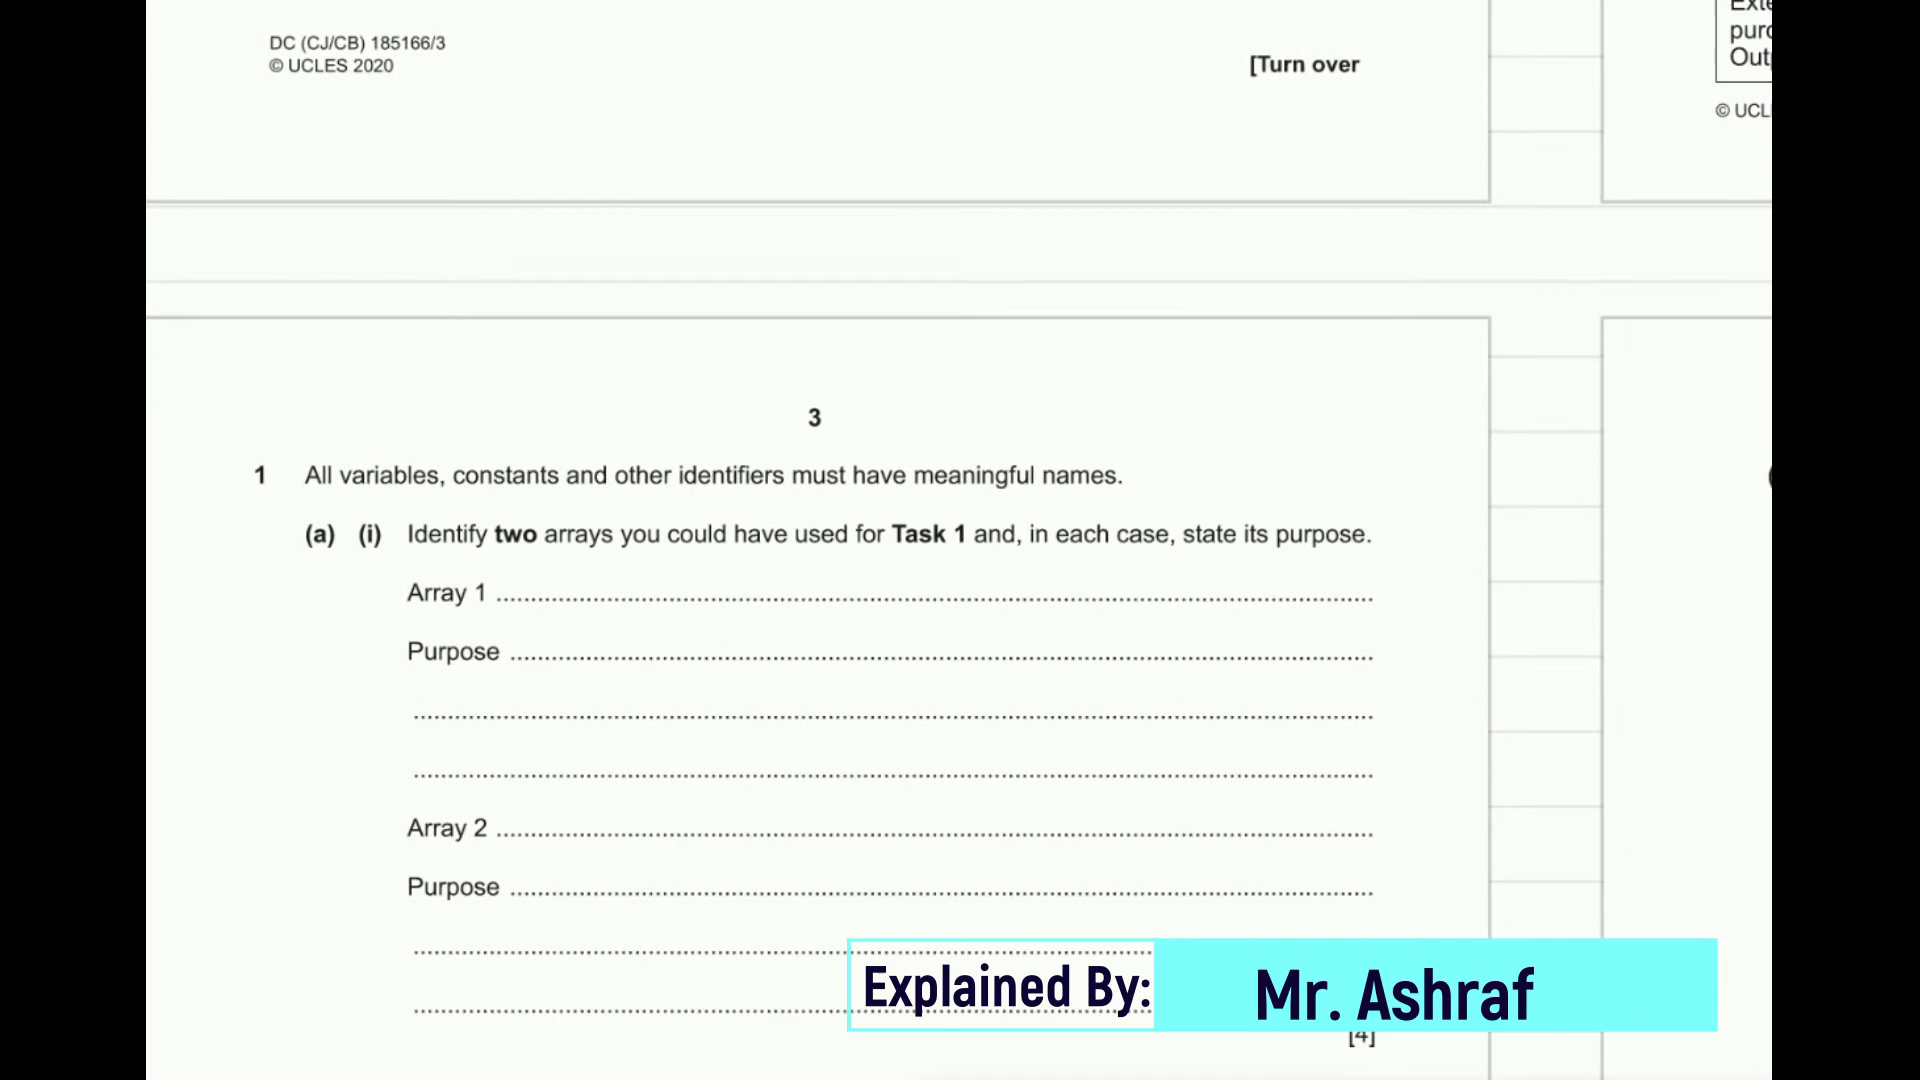 DC (CJ/CB) 185166/3
© UCLES 2020
[Turn over
purc
Out
© UCL
3
1 All variables, constants and other identifiers must have meaningful names.
(a) (i) Identify two arrays you could have used for Task 1 and, in each case, state its purpose.
Array 1
Purpose
Array 2
Purpose
Explained By: Mr. Ashraf
[4]